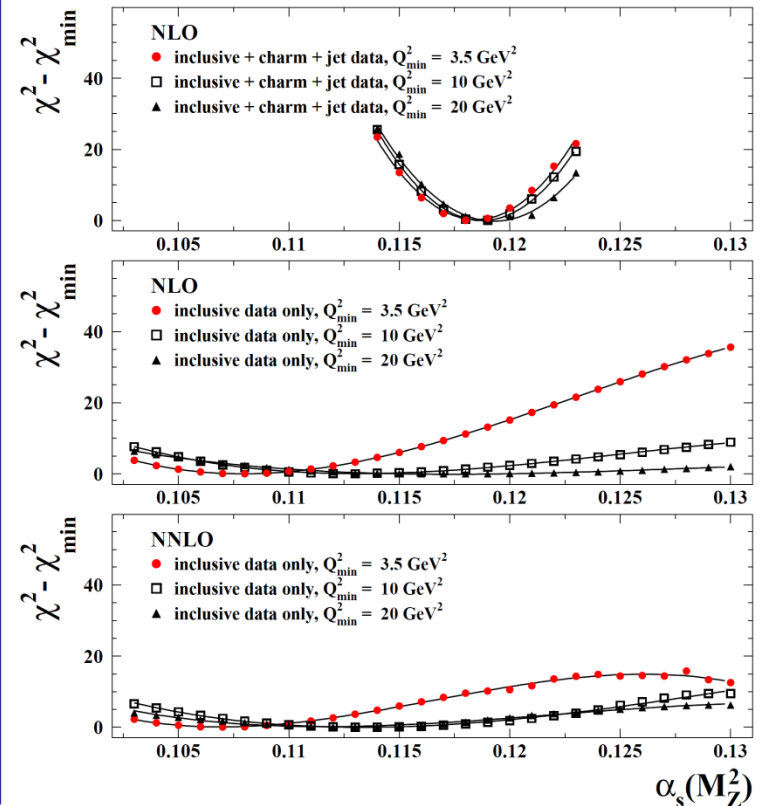 NLO
inclusive + charm + jet data, Q²min = 3.5 GeV²
inclusive + charm + jet data, Q²min = 10 GeV²
inclusive + charm + jet data, Q²min = 20 GeV²
χ² - χ²min
40
20
0
0.105 0.11 0.115 0.12 0.125 0.13
NLO
inclusive data only, Q²min = 3.5 GeV²
inclusive data only, Q²min = 10 GeV²
inclusive data only, Q²min = 20 GeV²
χ² - χ²min
40
20
0
0.105 0.11 0.115 0.12 0.125 0.13
NNLO
inclusive data only, Q²min = 3.5 GeV²
inclusive data only, Q²min = 10 GeV²
inclusive data only, Q²min = 20 GeV²
χ² - χ²min
40
20
0
0.105 0.11 0.115 0.12 0.125 0.13
αs(M²Z)